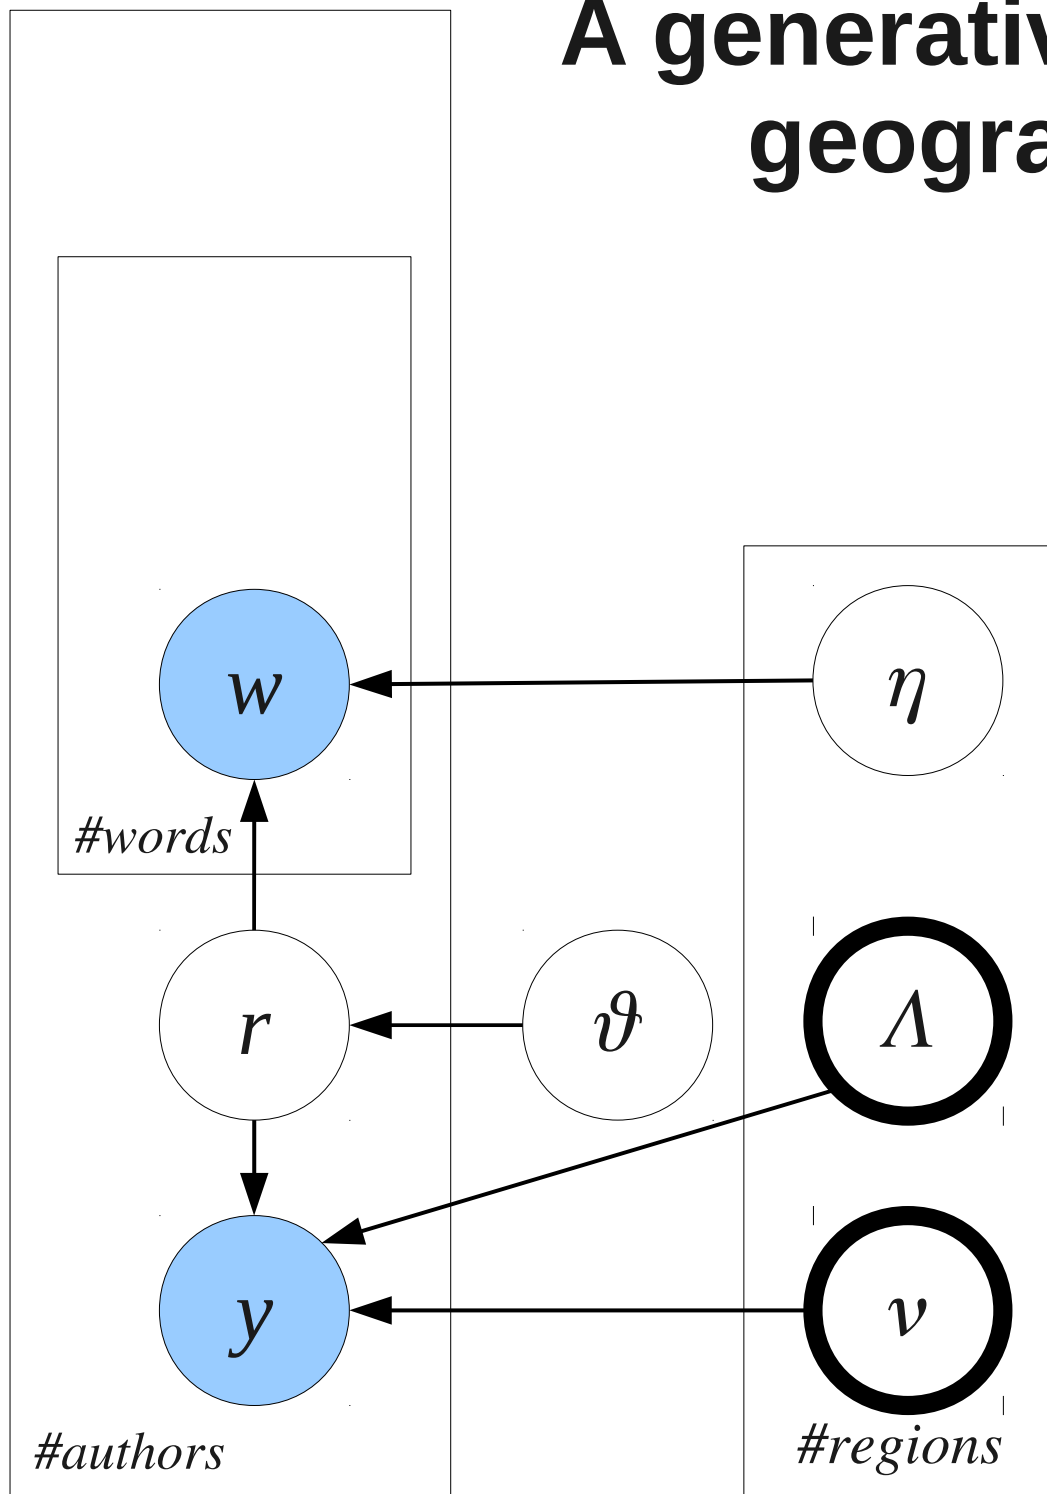 A generativ
geogra
w
η
#words
r
ϑ
Λ
y
ν
#authors
#regions